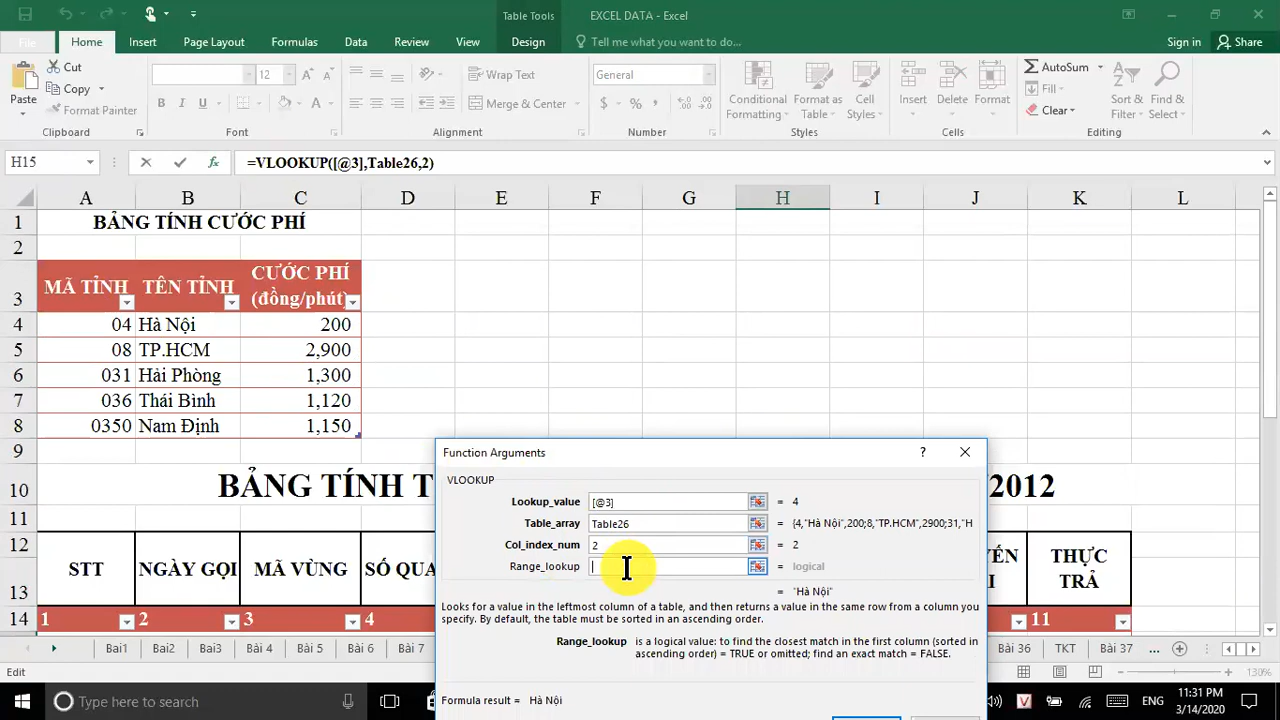 Table Tools
EXCEL DATA - Excel
File Home Insert Page Layout Formulas Data Review View Design Tell me what you want to do... Sign in Share
Paste Cut Copy Format Painter
12 A A Wrap Text General AutoSum
B I U A Merge & Center $ % , Fill Clear
Conditional Formatting Format as Table Cell Styles Insert Delete Format Sort & Filter Find & Select
Clipboard Font Alignment Number Styles Cells Editing
H15 fx =VLOOKUP([@3],Table26,2)
A B C D E F G H I J K L
1 BẢNG TÍNH CƯỚC PHÍ
2
3 MÃ TỈNH TÊN TỈNH CƯỚC PHÍ (đồng/phút)
4 04 Hà Nội 200
5 08 TP.HCM 2,900
6 031 Hải Phòng 1,300
7 036 Thái Bình 1,120
8 0350 Nam Định 1,150
9
10 BẢNG TÍNH T 2012
11
12
13 STT NGÀY GỌI MÃ VÙNG SỐ QUA THỰC TRẢ
14 1 2 3 4 11
Function Arguments ?
VLOOKUP
Lookup_value [@3] = 4
Table_array Table26 = {4,"Hà Nội",200;8,"TP.HCM",2900;31,"H
Col_index_num 2 = 2
Range_lookup = logical
= "Hà Nội"
Looks for a value in the leftmost column of a table, and then returns a value in the same row from a column you
specify. By default, the table must be sorted in an ascending order.
Range_lookup is a logical value: to find the closest match in the first column (sorted in
ascending order) = TRUE or omitted; find an exact match = FALSE.
Formula result = Hà Nội
Bai1 Bai2 Bai3 Bài 4 Bài 5 Bài 6 Bài 7 Bài 36 TKT Bài 37 ...
Edit 130%
Type here to search V ENG 11:31 PM
3/14/2020